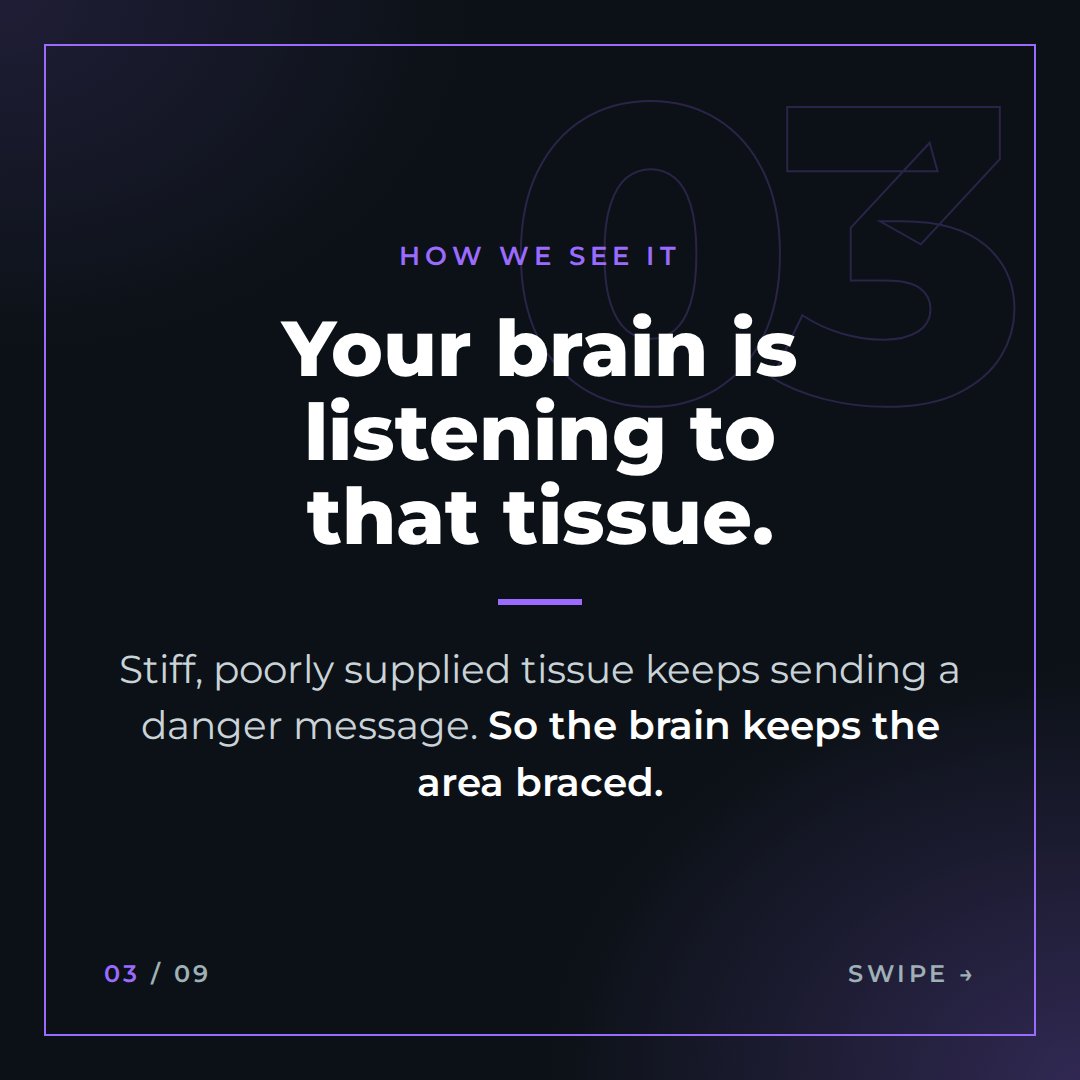 03
HOW WE SEE IT
Your brain is
listening to
that tissue.
Stiff, poorly supplied tissue keeps sending a
danger message. So the brain keeps the
area braced.
03 / 09
SWIPE →